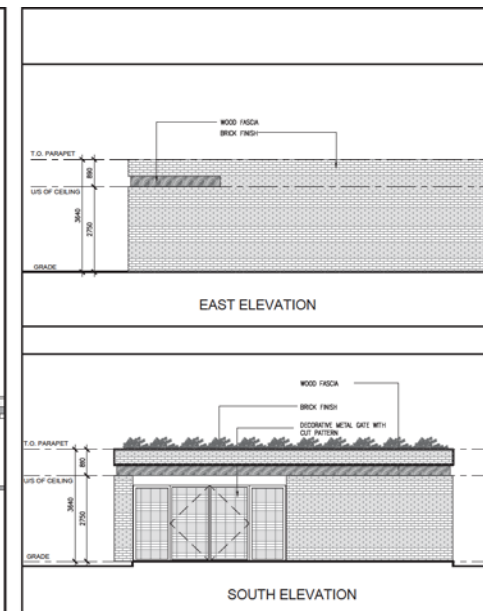 WOOD FASCIA
BRICK FINISH
T.O. PARAPET
890
U/S OF CEILING
3640
2750
GRADE
EAST ELEVATION
WOOD FASCIA
BRICK FINISH
DECORATIVE METAL GATE WITH
CUT PATTERN
T.O. PARAPET
890
U/S OF CEILING
3640
2750
GRADE
SOUTH ELEVATION